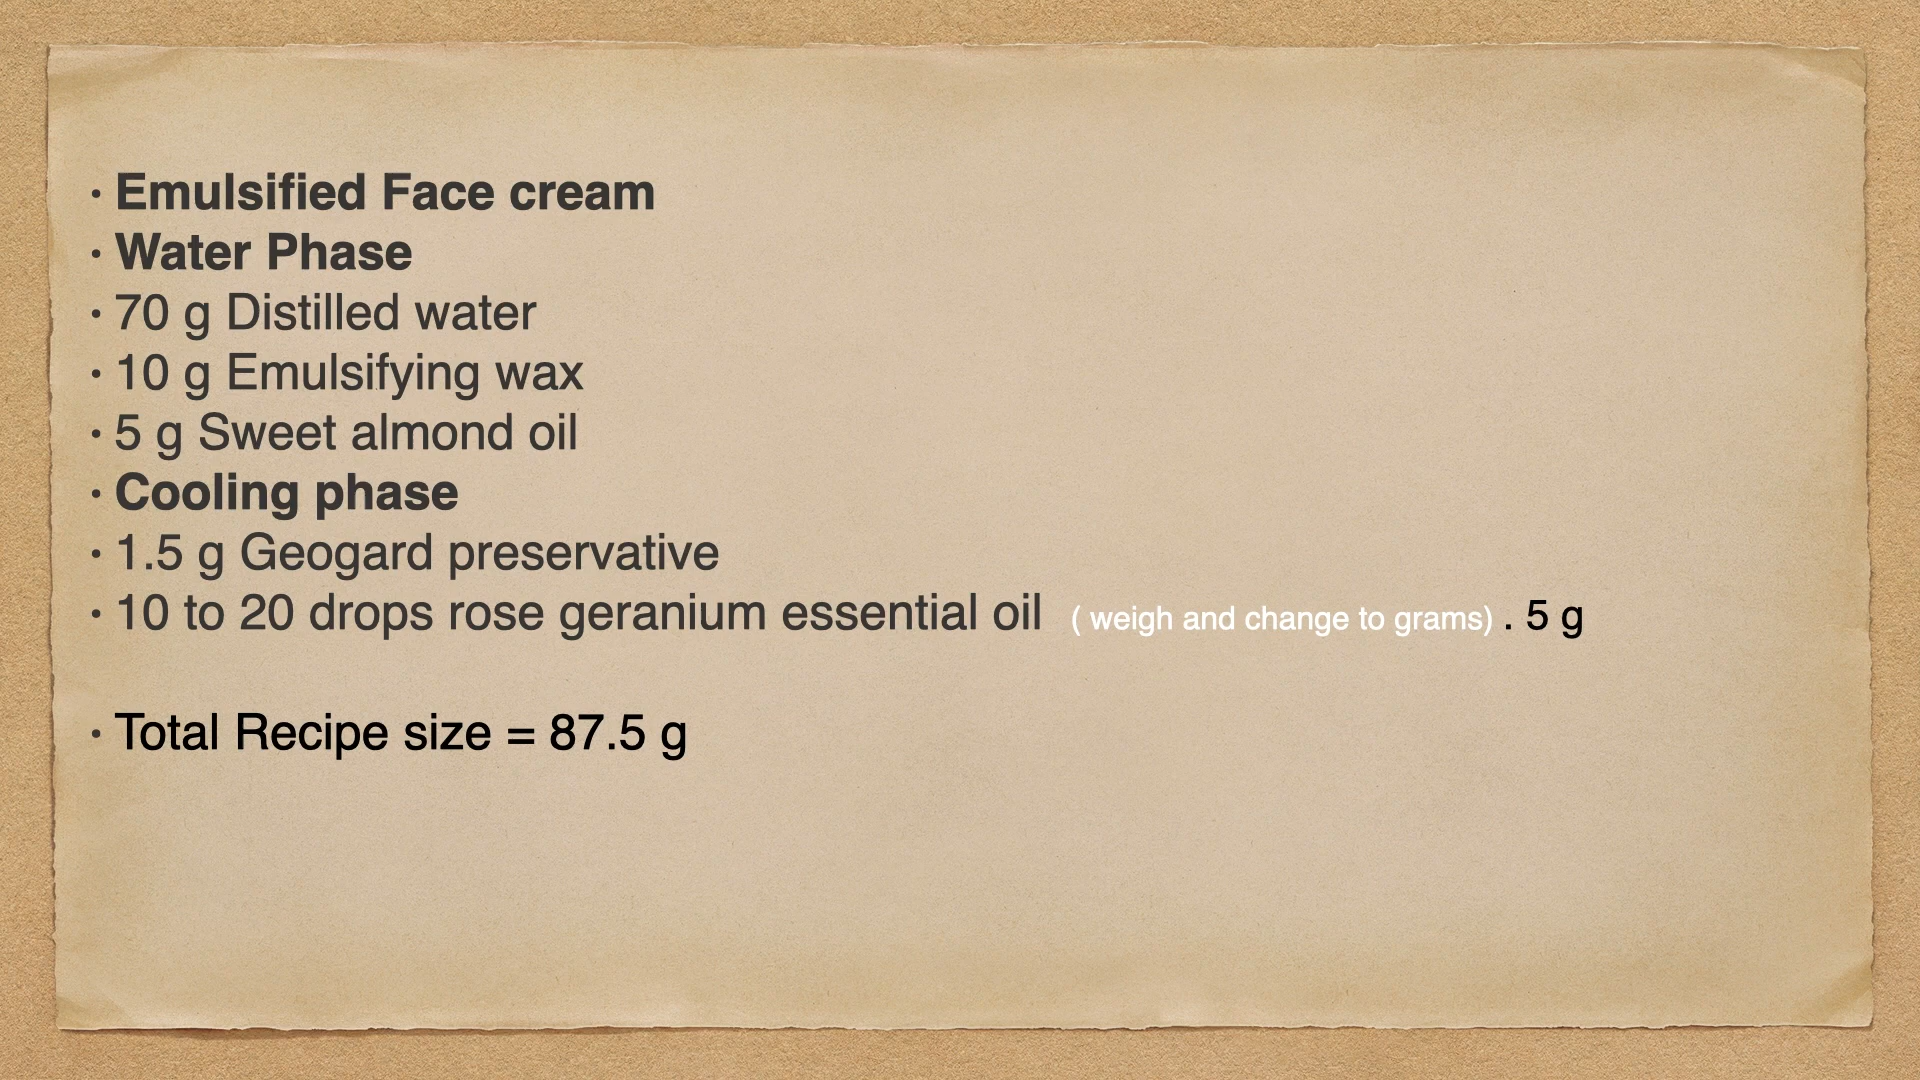 · Emulsified Face cream
· Water Phase
· 70 g Distilled water
· 10 g Emulsifying wax
· 5 g Sweet almond oil
· Cooling phase
· 1.5 g Geogard preservative
· 10 to 20 drops rose geranium essential oil ( weigh and change to grams) . 5 g
· Total Recipe size = 87.5 g